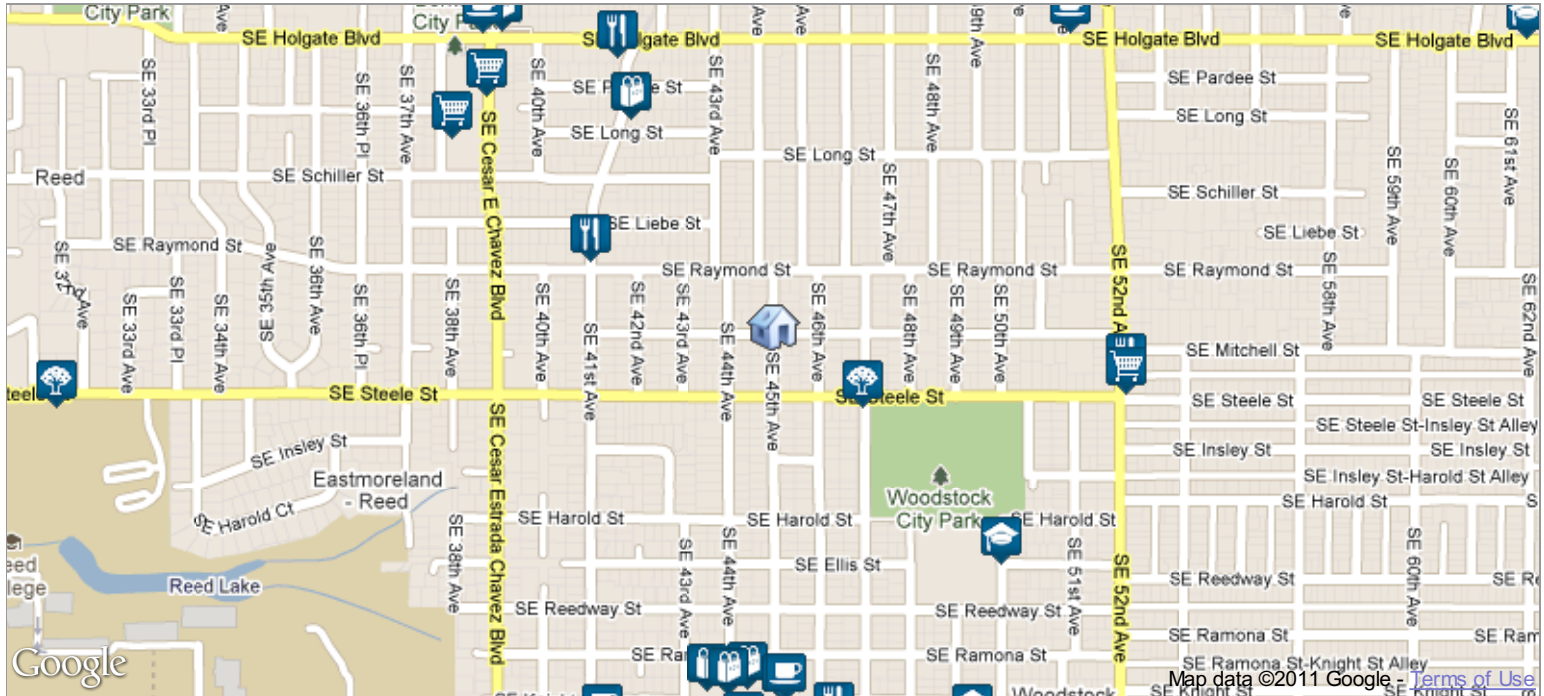 City Park
City
SE Holgate Blvd
SE Holgate Blvd
SE Holgate Blvd
SE Holgate Blvd
SE 33rd Pl
SE 36th Pl
SE 37th Ave
SE 40th Ave
SE 43rd Ave
SE 48th Ave
SE Pardee St
SE Long St
SE Long St
SE Long St
SE Cesar E Chavez Blvd
Reed
SE Schiller St
SE Schiller St
SE 47th Ave
SE 59th Ave
SE 60th Ave
SE 61st Ave
SE Liebe St
SE Liebe St
SE Raymond St
SE Raymond St
SE Raymond St
SE Raymond St
SE 32nd Ave
SE 33rd Ave
SE 33rd Pl
SE 34th Ave
SE 35th Ave
SE 36th Ave
SE 36th Pl
SE 38th Ave
SE 40th Ave
SE 41st Ave
SE 42nd Ave
SE 43rd Ave
SE 44th Ave
SE 45th Ave
SE 46th Ave
SE 48th Ave
SE 49th Ave
SE 50th Ave
SE 52nd A
SE 58th Ave
SE 62nd Ave
SE Mitchell St
SE Steele St
SE Steele St
SE Steele St
SE Steele St
SE Steele St-Insley St Alley
SE Insley St
SE Insley St
SE Insley St
SE Insley St-Harold St Alley
Eastmoreland
- Reed
SE Cesar Estrada Chavez Blvd
Woodstock
City Park
SE Harold Ct
SE Harold St
SE Harold St
SE Harold St
SE Harold St
SE 38th Ave
SE 43rd Ave
SE 44th Ave
SE 51st Ave
SE 52nd Ave
SE 60th Ave
SE Ellis St
Reed Lake
SE Reedway St
SE Reedway St
SE Reedway St
SE Ramona St
SE Ramona St
SE Ram
SE Ramona St-Knight St Alley
Google
Map data ©2011 Google - Terms of Use
Woodstock
SE Knight St